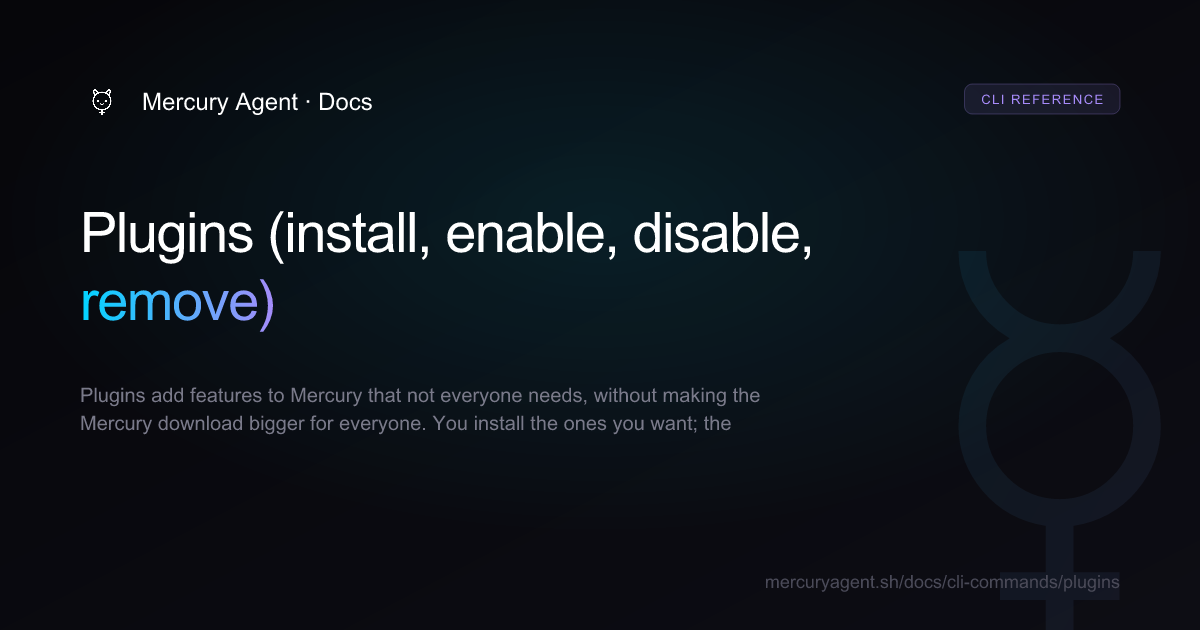 Mercury Agent · Docs
CLI REFERENCE
Plugins (install, enable, disable,
remove)
Plugins add features to Mercury that not everyone needs, without making the
Mercury download bigger for everyone. You install the ones you want; the
mercuryagent.sh/docs/cli-commands/plugins